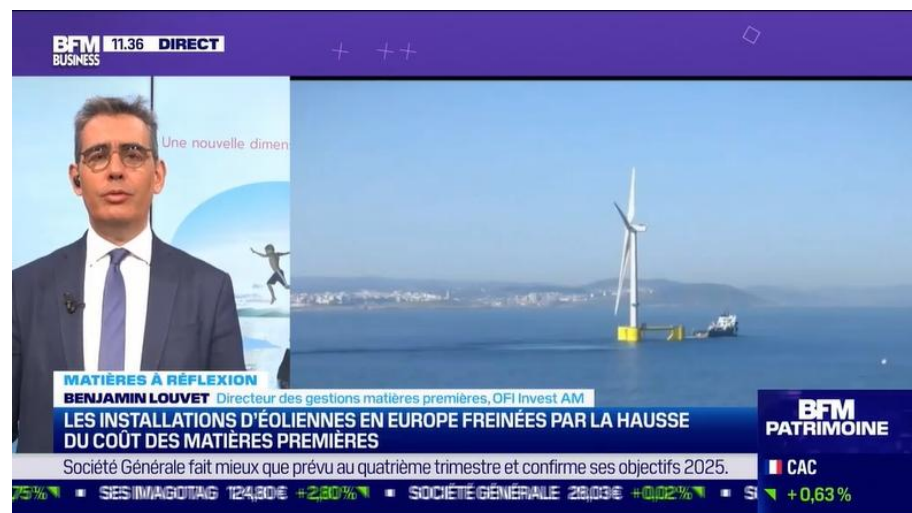 BFM
BUSINESS
11.36 DIRECT
Une nouvelle dimen
MATIÈRES À RÉFLEXION
BENJAMIN LOUVET Directeur des gestions matières premières, OFI Invest AM
LES INSTALLATIONS D'ÉOLIENNES EN EUROPE FREINÉES PAR LA HAUSSE
DU COÛT DES MATIÈRES PREMIÈRES
BFM
PATRIMOINE
Société Générale fait mieux que prévu au quatrième trimestre et confirme ses objectifs 2025.
CAC
75% SES IMAGOTAG 124,80€ +2,80% SOCIÉTÉ GÉNÉRALE 28,03€ +0,02% S
+0,63%